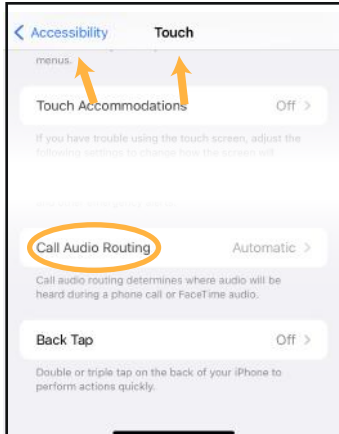 Accessibility Touch
menus.
Touch Accommodations Off
If you have trouble using the touch screen, adjust the
following settings to change how the screen will
Call Audio Routing Automatic
Call audio routing determines where audio will be
heard during a phone call or FaceTime audio.
Back Tap Off
Double or triple tap on the back of your iPhone to
perform actions quickly.